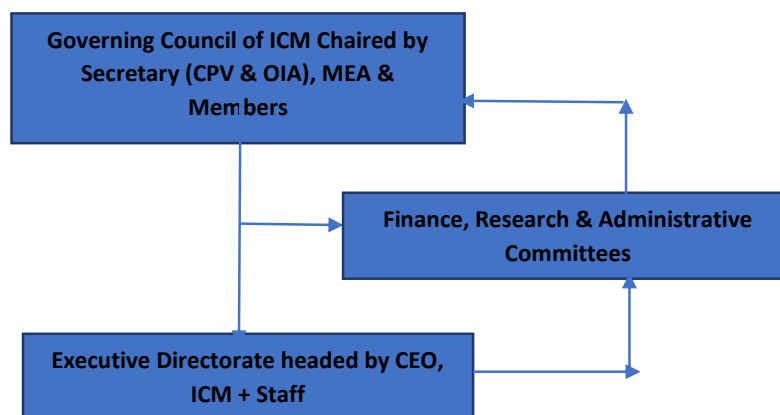 Governing Council of ICM Chaired by
Secretary (CPV & OIA), MEA &
Members
Finance, Research & Administrative
Committees
Executive Directorate headed by CEO,
ICM + Staff